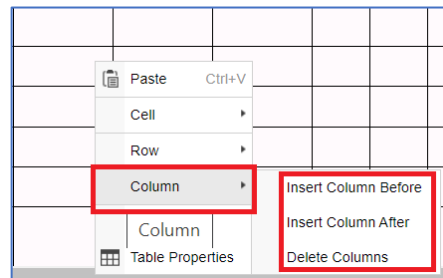 Paste Ctrl+V
Cell
Row
Column
Insert Column Before
Insert Column After
Column
Table Properties
Delete Columns